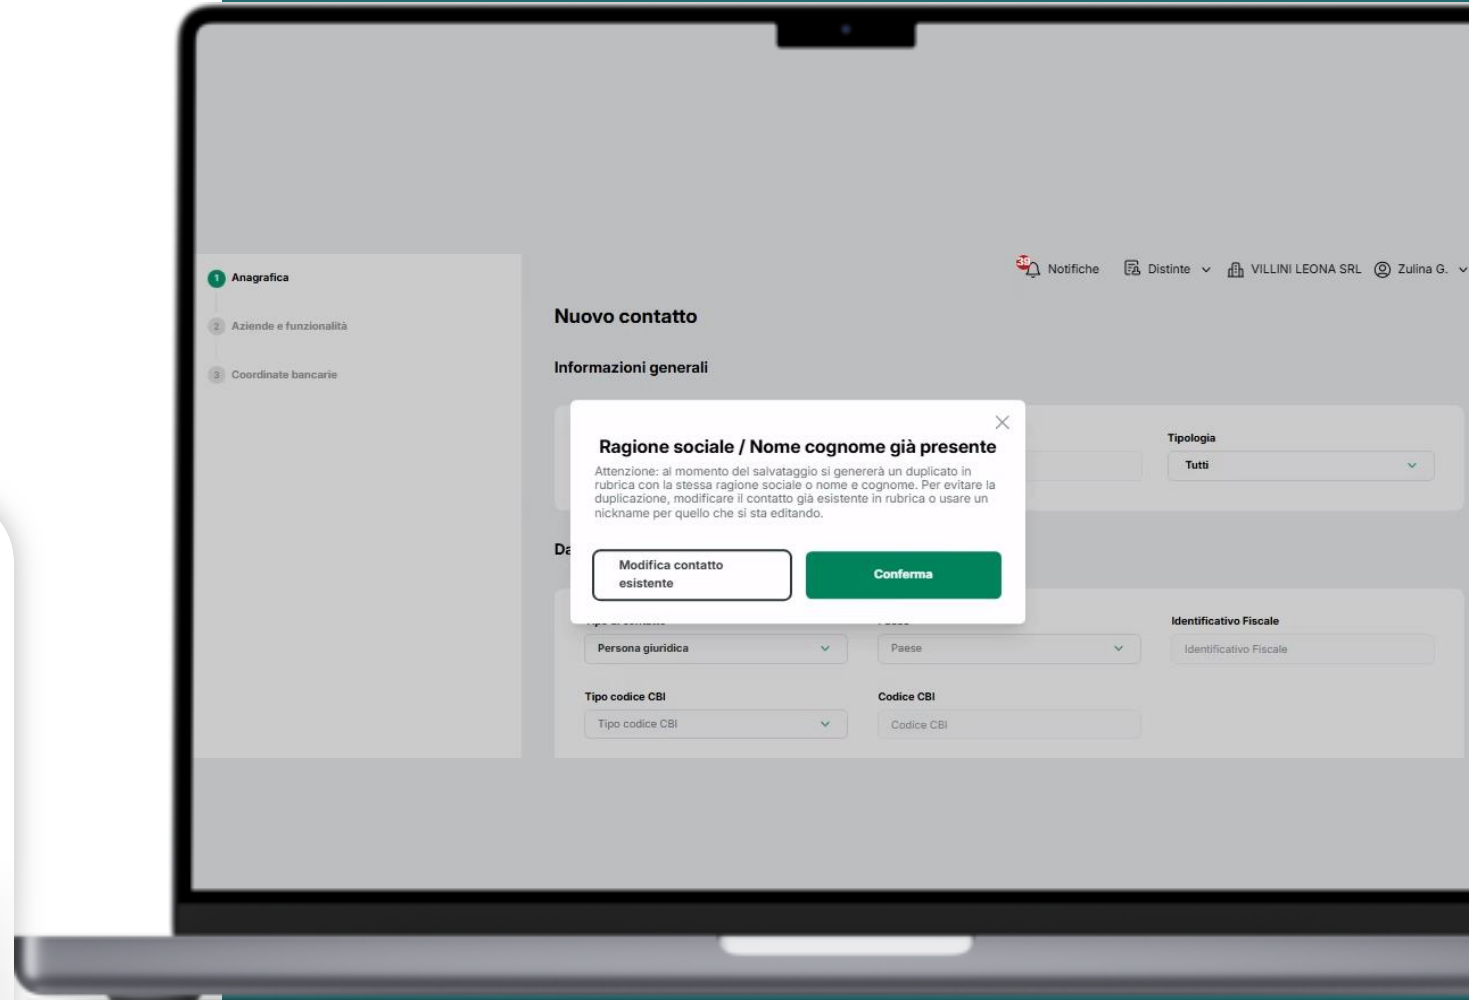 39 Notifiche Distinte VILLINI LEONA SRL Zulina G.
1 Anagrafica
2 Aziende e funzionalità
3 Coordinate bancarie
Nuovo contatto
Informazioni generali
Tipologia
Tutti
Ragione sociale / Nome cognome già presente
Attenzione: al momento del salvataggio si genererà un duplicato in
rubrica con la stessa ragione sociale o nome e cognome. Per evitare la
duplicazione, modificare il contatto già esistente in rubrica o usare un
nickname per quello che si sta editando.
Modifica contatto
esistente
Conferma
Identificativo Fiscale
Persona giuridica
Paese
Identificativo Fiscale
Tipo codice CBI
Codice CBI
Tipo codice CBI
Codice CBI